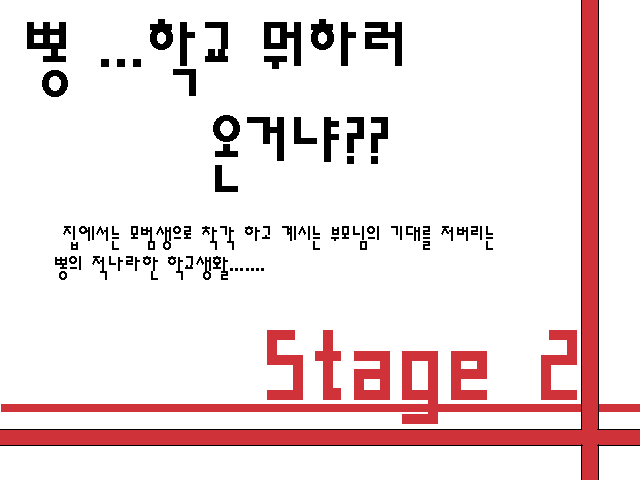 뽕 ...학교 뭐하러
온거냐??
집에서는 모범생으로 착각 하고 계시는 부모님의 기대를 저버리는
뽕의 적나라한 학교생활.......
Stage 2